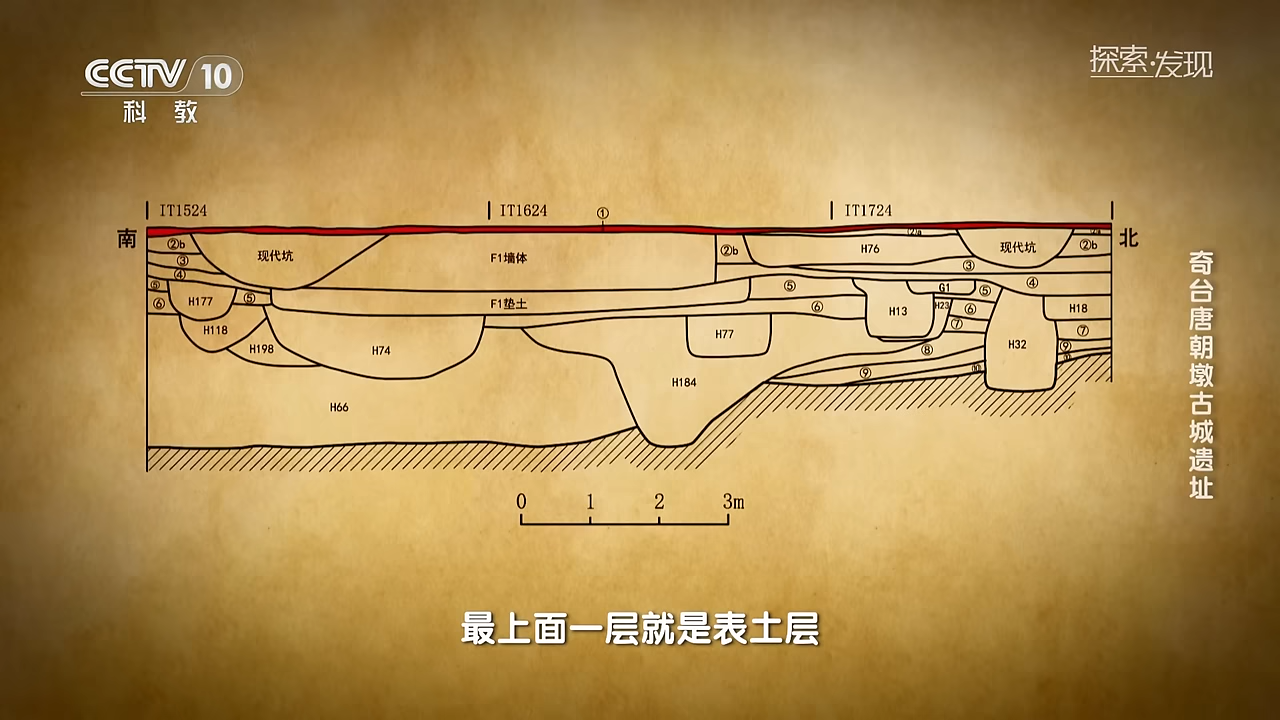 CCTV 10
科 教
探索·发现
IT1524
IT1624
①
IT1724
南
北
②b
现代坑
F1墙体
②b
②a
H76
现代坑
②b
③
③
④
④
⑤
⑥
H177
⑤
F1垫土
⑤
⑥
G1
H13
H23
⑤
⑥
⑦
H18
⑦
H118
H198
H74
H77
H32
⑧
⑨
⑨
H184
H66
0 1 2 3m
奇台唐朝墩古城遗址
最上面一层就是表土层